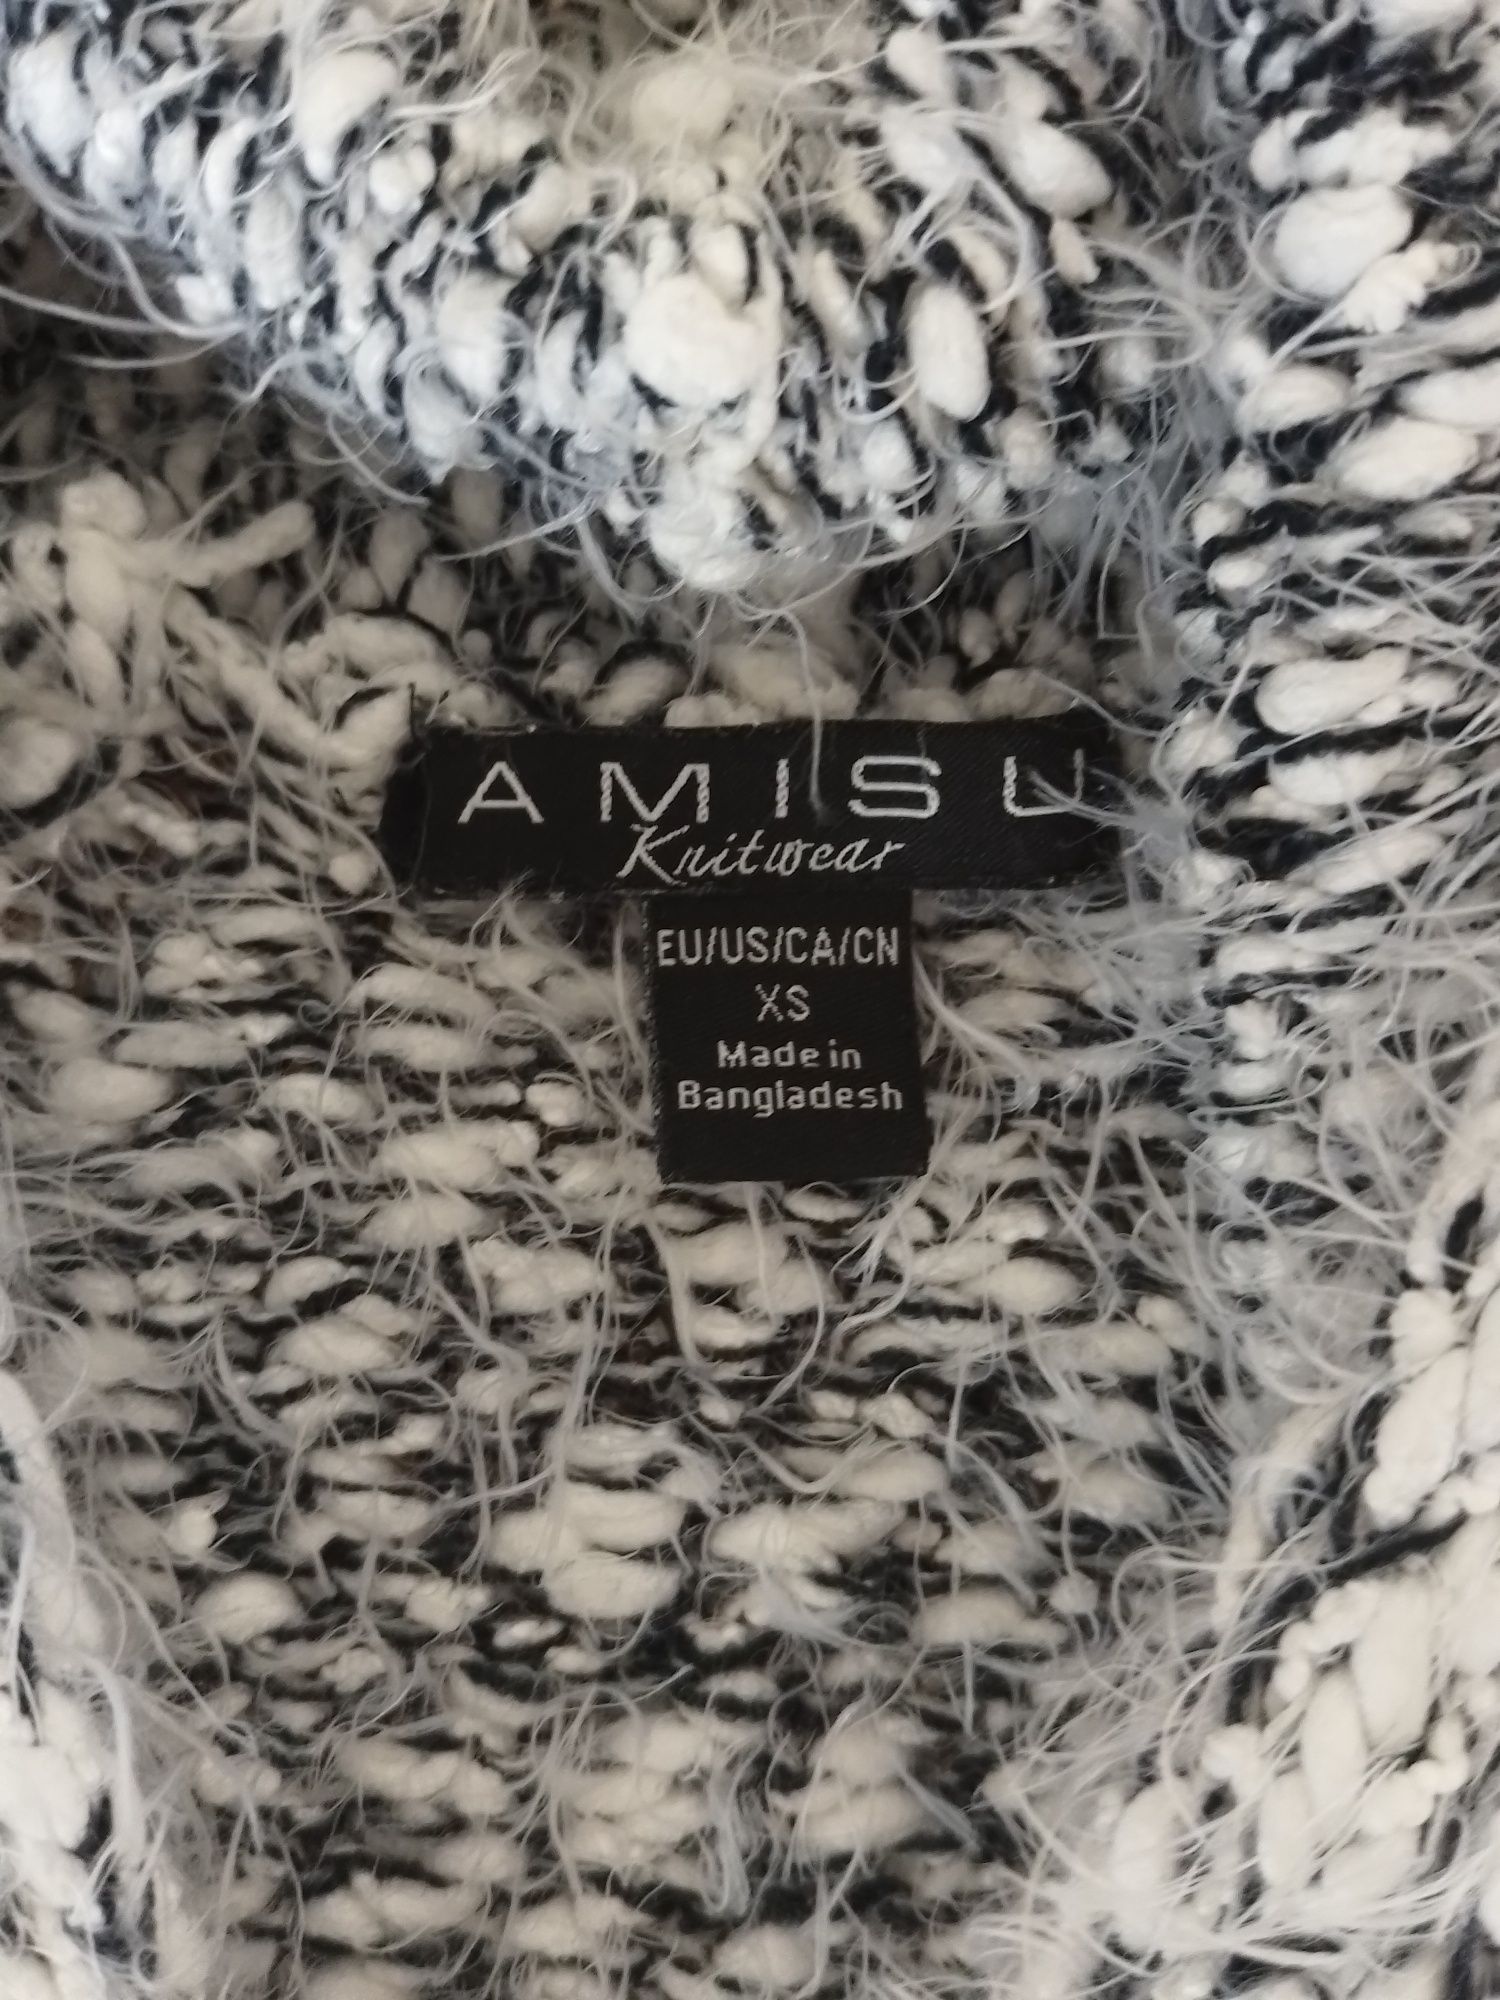 AMISU
Knitwear
EU/US/CA/CN
XS
Made in
Bangladesh